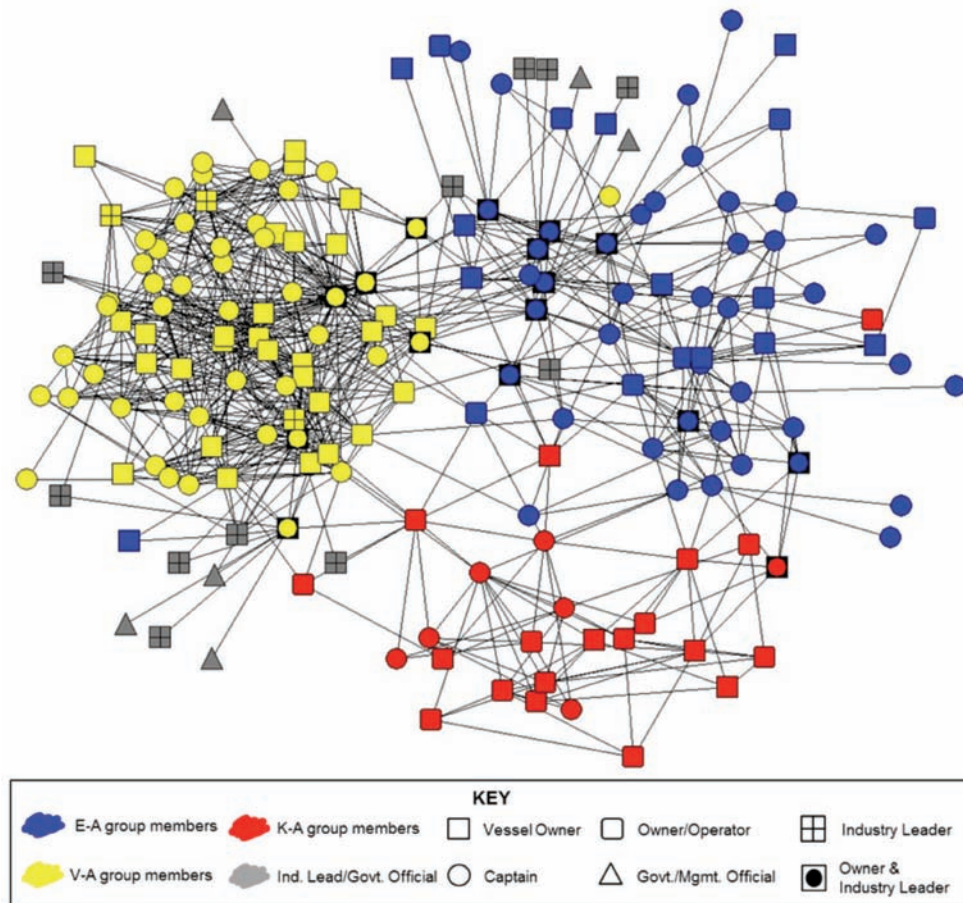 KEY
E-A group members K-A group members Vessel Owner Owner/Operator Industry Leader
V-A group members Ind. Lead/Govt. Official Captain Govt./Mgmt. Official Owner &
Industry Leader